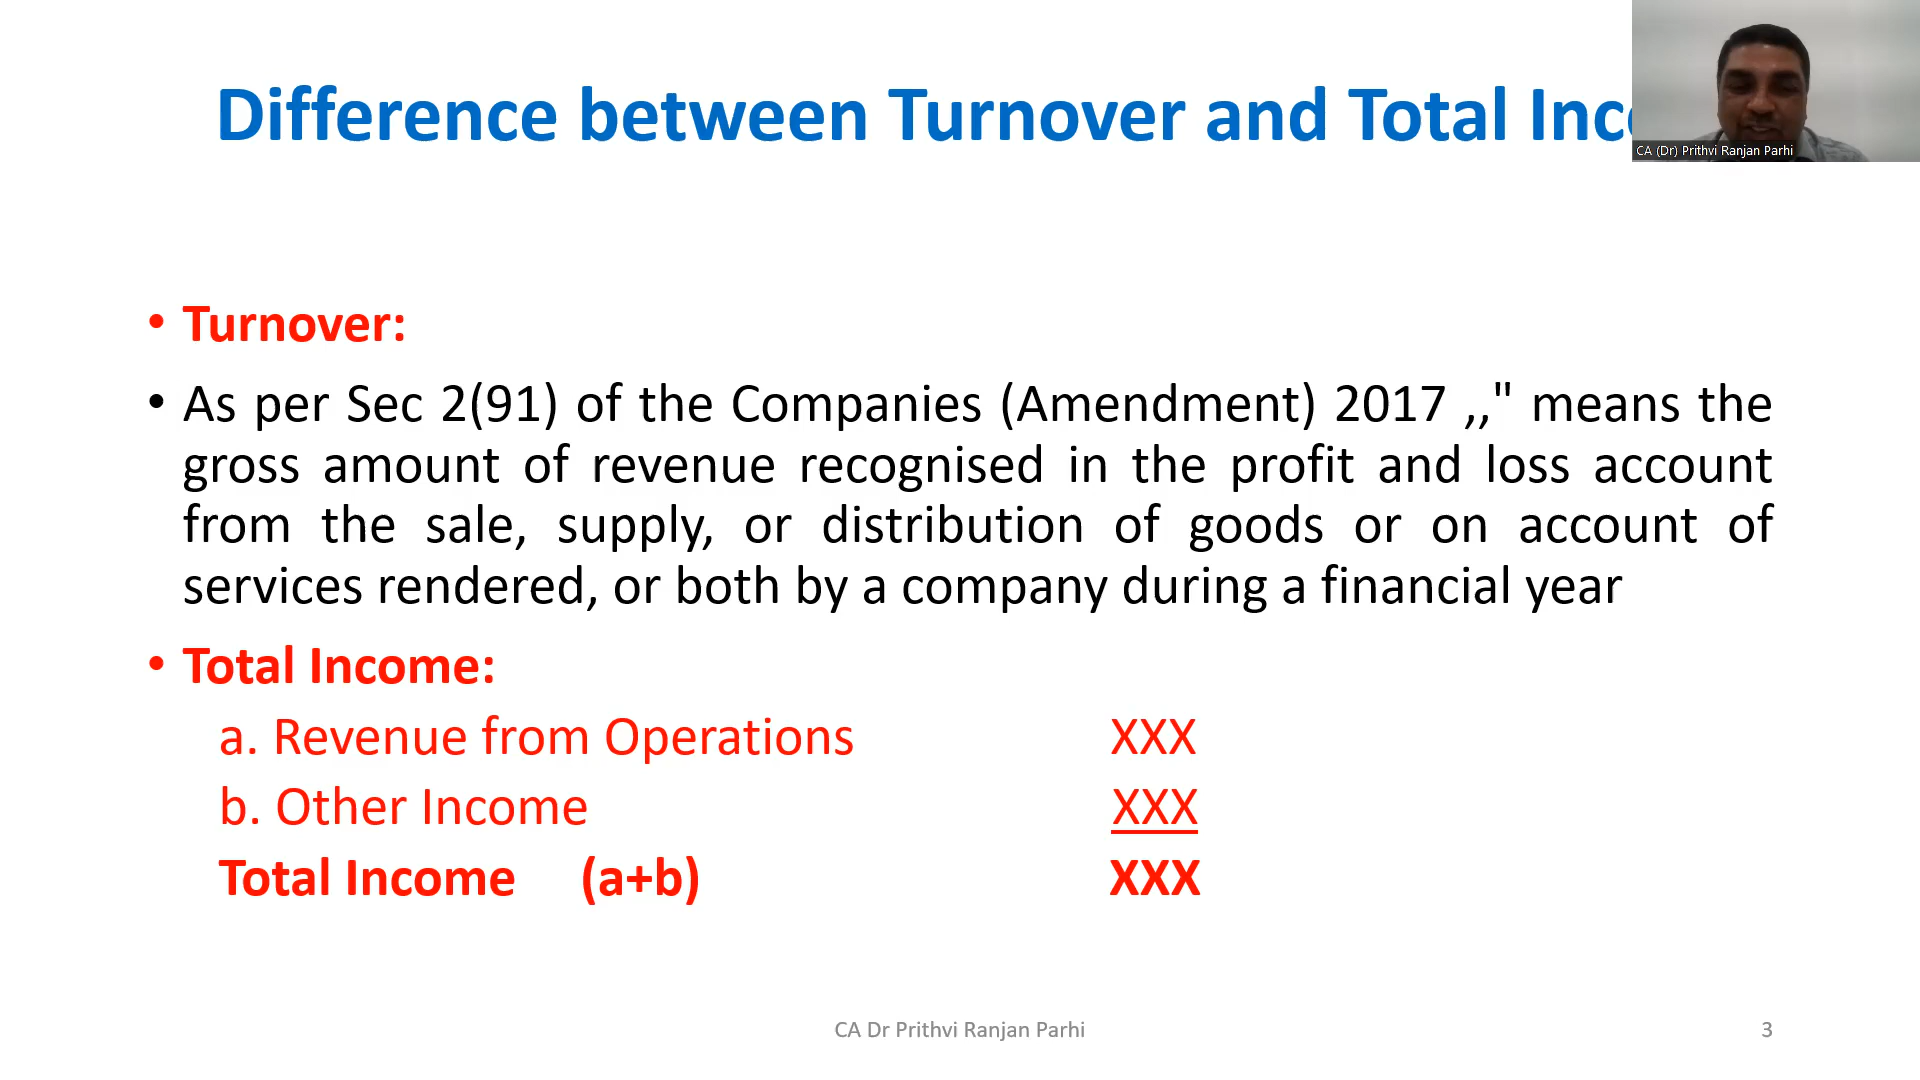 Difference between Turnover and Total Inc
CA (Dr) Prithvi Ranjan Parhi
• Turnover:
• As per Sec 2(91) of the Companies (Amendment) 2017 ,," means the
gross amount of revenue recognised in the profit and loss account
from the sale, supply, or distribution of goods or on account of
services rendered, or both by a company during a financial year
• Total Income:
a. Revenue from Operations XXX
b. Other Income XXX
Total Income (a+b) XXX
CA Dr Prithvi Ranjan Parhi 3